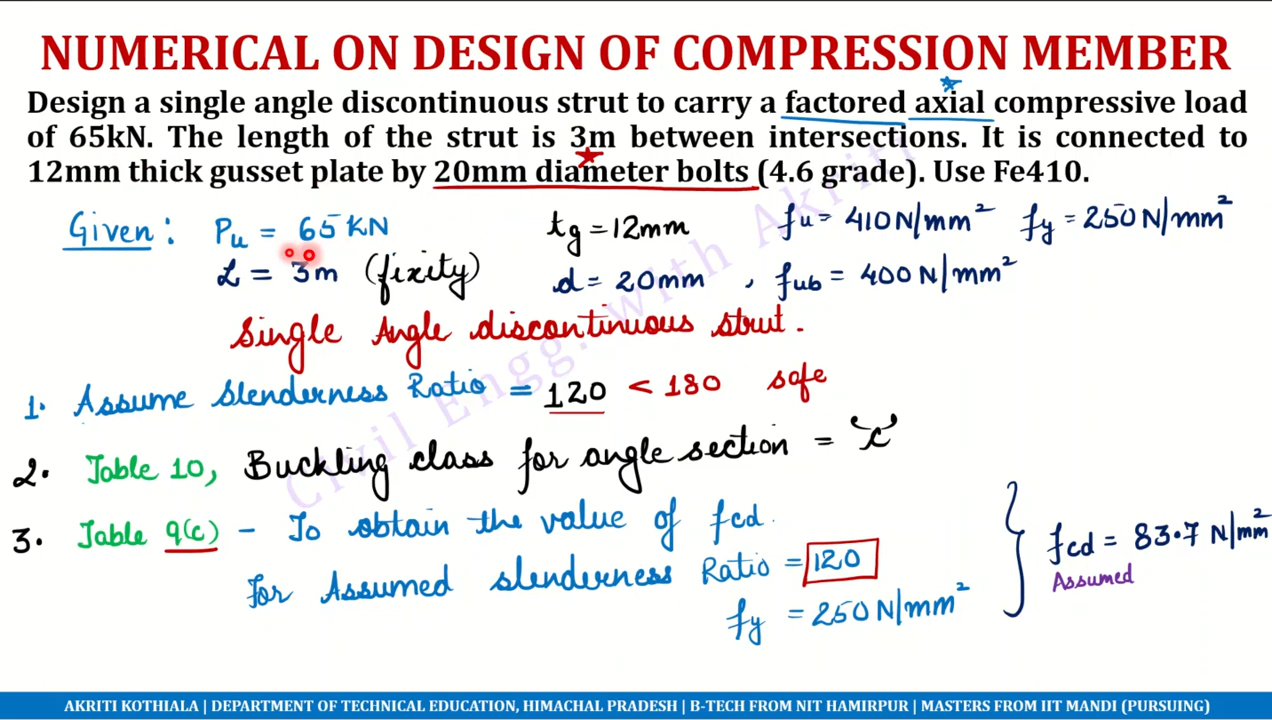 NUMERICAL ON DESIGN OF COMPRESSION MEMBER
Design a single angle discontinuous strut to carry a factored axial compressive load
of 65kN. The length of the strut is 3m between intersections. It is connected to
12mm thick gusset plate by 20mm diameter bolts (4.6 grade). Use Fe410.
Given: Pu = 65 KN tg = 12mm fu = 410 N/mm² fy = 250 N/mm²
L = 3m (fixity) d = 20mm , fub = 400 N/mm²
Single Angle discontinuous strut.
1. Assume Slenderness Ratio = 120 < 180 safe
2. Table 10, Buckling class for angle section = 'c'
3. Table 9(c) - To obtain the value of fcd.
for Assumed slenderness Ratio = 120
fy = 250 N/mm²
fcd = 83.7 N/mm²
Assumed
Civil Engg. with Akriti
AKRITI KOTHIALA | DEPARTMENT OF TECHNICAL EDUCATION, HIMACHAL PRADESH | B-TECH FROM NIT HAMIRPUR | MASTERS FROM IIT MANDI (PURSUING)